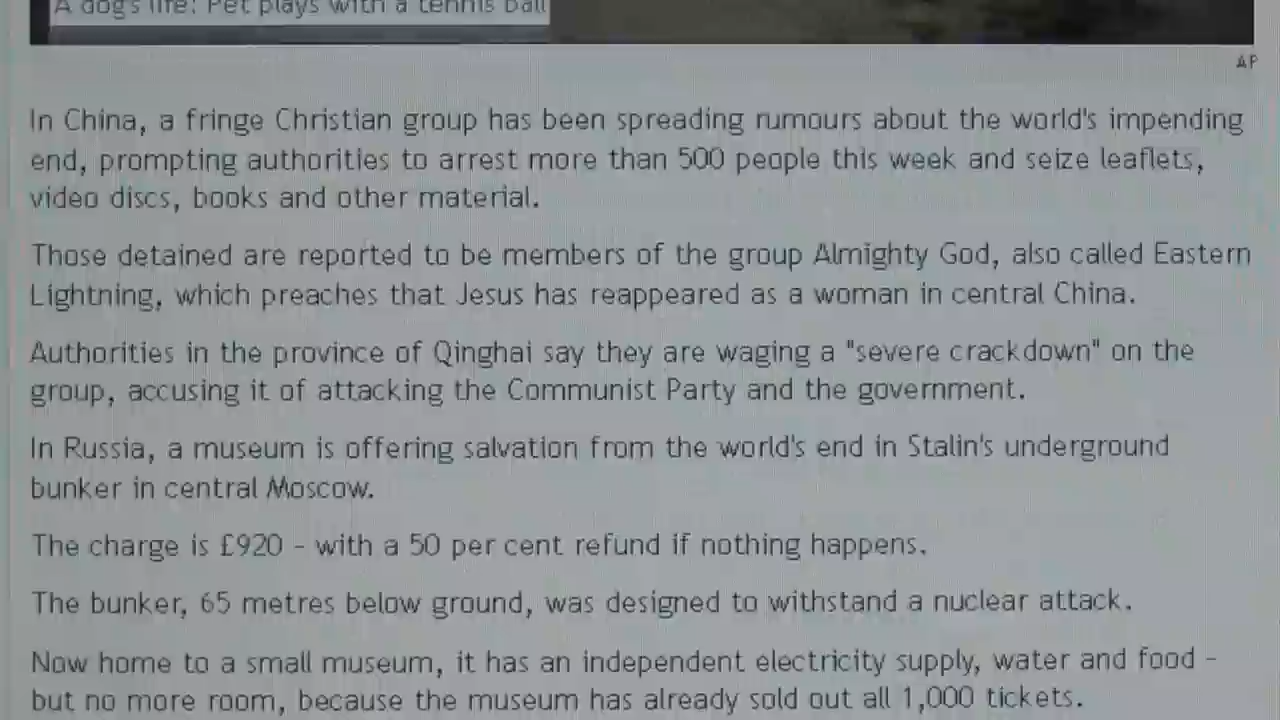 A dog's life: Pet plays with a tennis ball
AP
In China, a fringe Christian group has been spreading rumours about the world's impending
end, prompting authorities to arrest more than 500 people this week and seize leaflets,
video discs, books and other material.
Those detained are reported to be members of the group Almighty God, also called Eastern
Lightning, which preaches that Jesus has reappeared as a woman in central China.
Authorities in the province of Qinghai say they are waging a "severe crackdown" on the
group, accusing it of attacking the Communist Party and the government.
In Russia, a museum is offering salvation from the world's end in Stalin's underground
bunker in central Moscow.
The charge is £920 - with a 50 per cent refund if nothing happens.
The bunker, 65 metres below ground, was designed to withstand a nuclear attack.
Now home to a small museum, it has an independent electricity supply, water and food -
but no more room, because the museum has already sold out all 1,000 tickets.